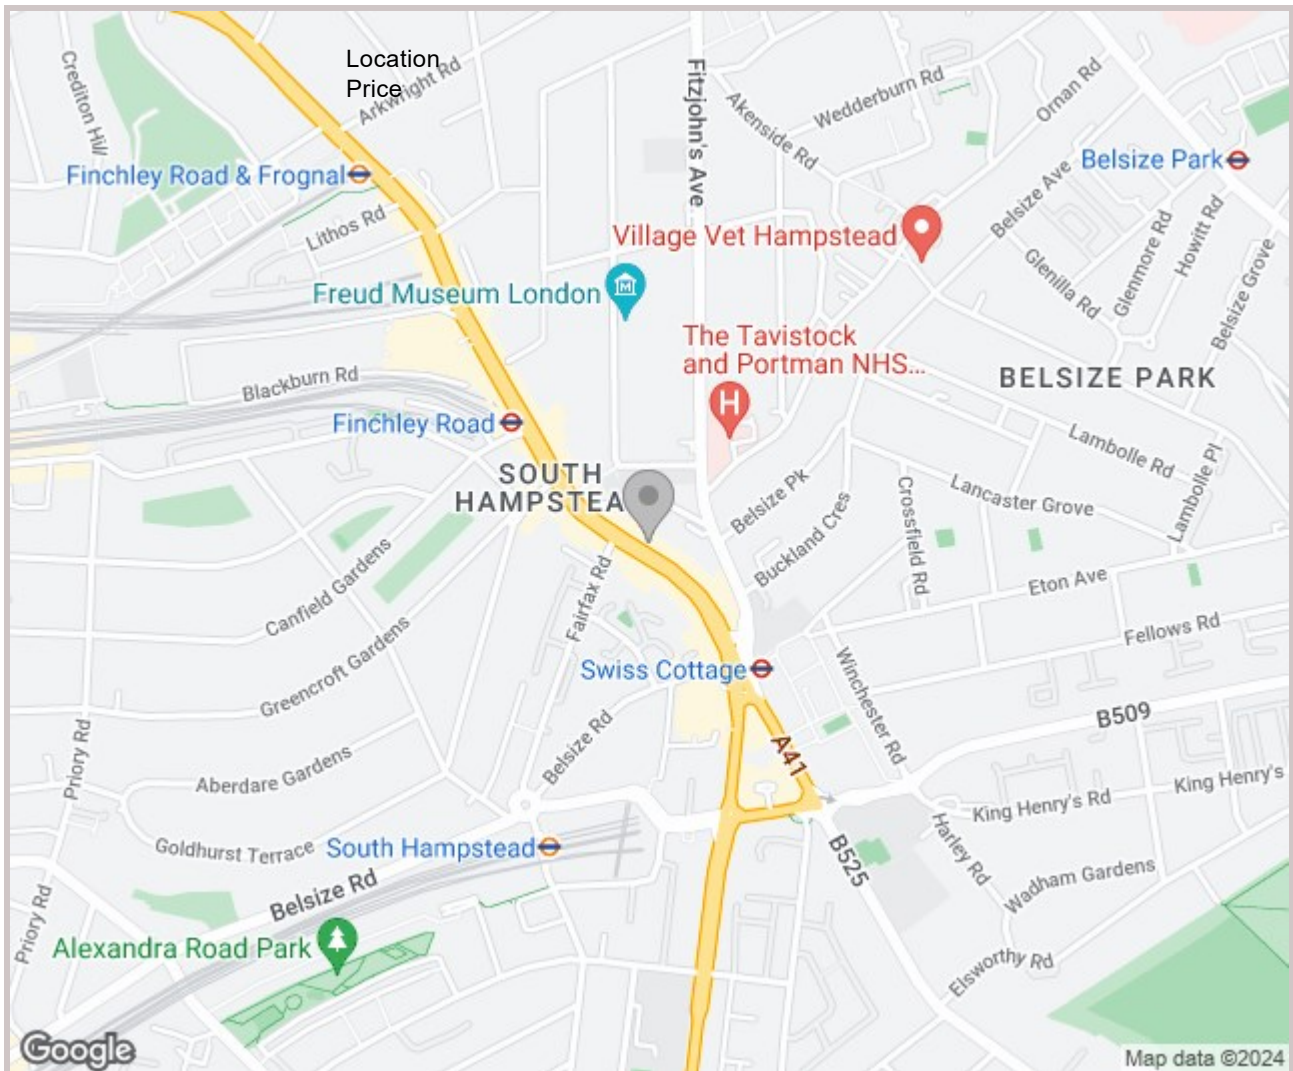 Location
Price
Crediton Hill
Arkwright Rd
Fitzjohn's Ave
Akenside Rd
Wedderburn Rd
Ornan Rd
Finchley Road & Frognal
Belsize Park
Lithos Rd
Belsize Ave
Howitt Rd
Village Vet Hampstead
Glenmore Rd
Glenilla Rd
Belsize Grove
Freud Museum London
The Tavistock
and Portman NHS...
H
Blackburn Rd
BELSIZE PARK
Finchley Road
SOUTH
HAMPSTEA
Lambolle Rd
Lambolle Pl
Belsize Pk
Lancaster Grove
Buckland Cres
Crossfield Rd
Canfield Gardens
Fairfax Rd
Eton Ave
Greencroft Gardens
Fellows Rd
Swiss Cottage
Winchester Rd
Belsize Rd
B509
A41
Priory Rd
Aberdare Gardens
King Henry's
King Henry's Rd
Goldhurst Terrace
South Hampstead
Harley Rd
B525
Wadham Gardens
Belsize Rd
Priory Rd
Alexandra Road Park
Elsworthy Rd
Google
Map data ©2024